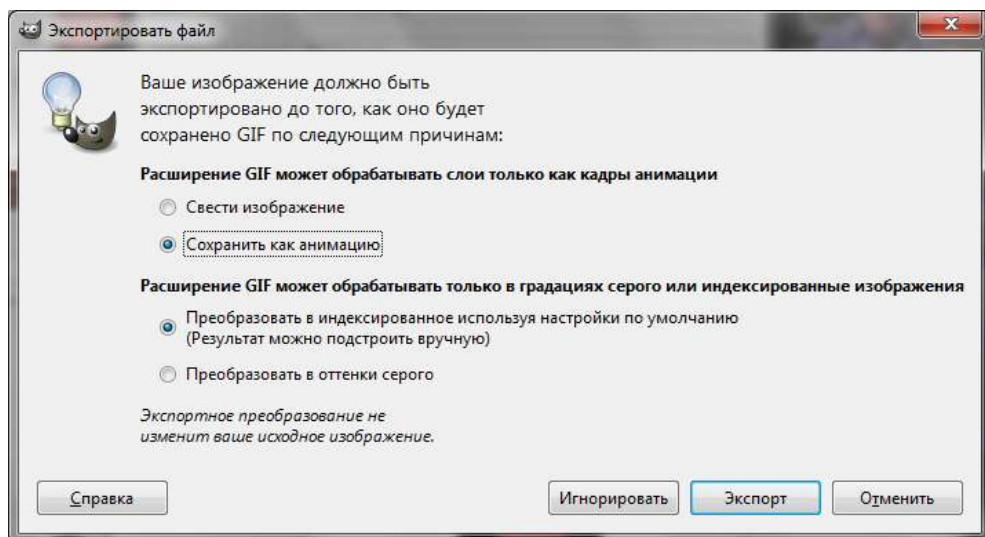 Экспортировать файл
Ваше изображение должно быть
экспортировано до того, как оно будет
сохранено GIF по следующим причинам:
Расширение GIF может обрабатывать слои только как кадры анимации
Свести изображение
Сохранить как анимацию
Расширение GIF может обрабатывать только в градациях серого или индексированные изображения
Преобразовать в индексированное используя настройки по умолчанию
(Результат можно подстроить вручную)
Преобразовать в оттенки серого
Экспортное преобразование не
изменит ваше исходное изображение.
Справка
Игнорировать
Экспорт
Отменить